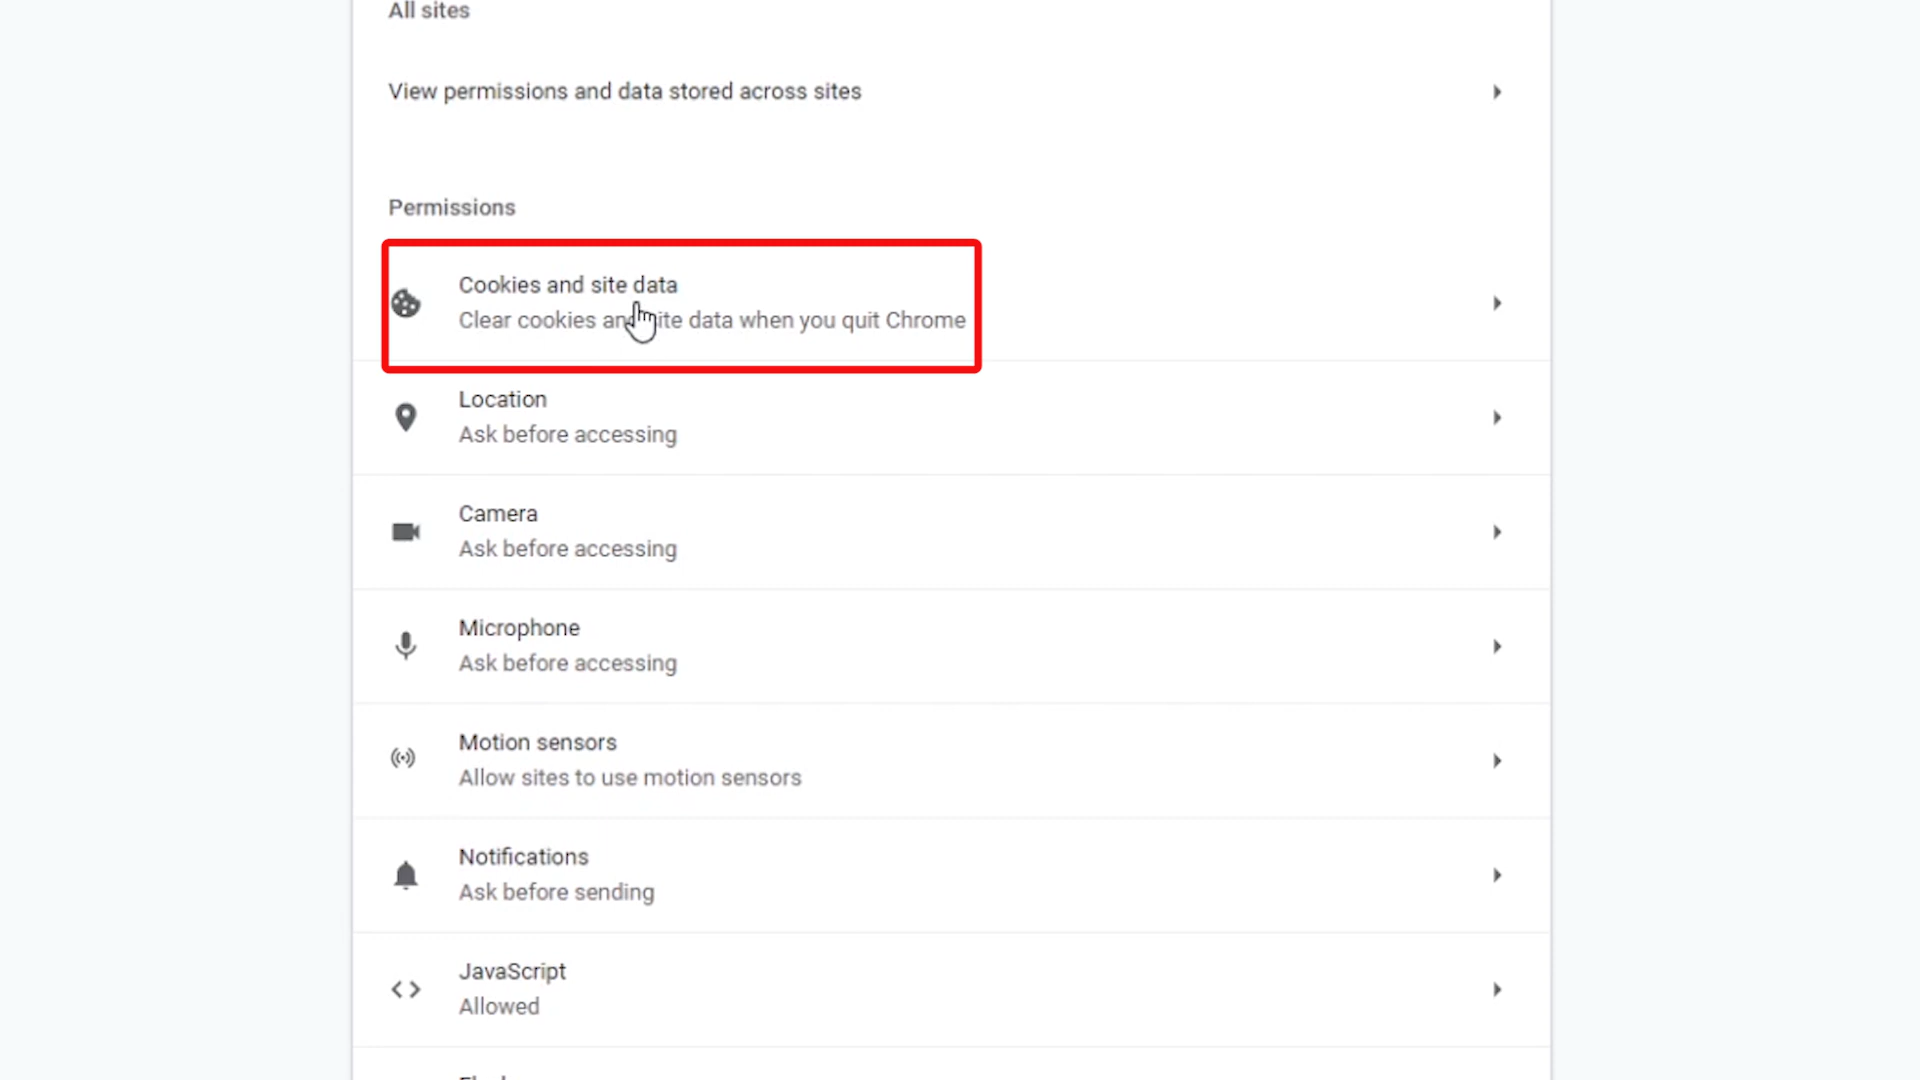 All sites
View permissions and data stored across sites
Permissions
Cookies and site data
Clear cookies and site data when you quit Chrome
Location
Ask before accessing
Camera
Ask before accessing
Microphone
Ask before accessing
Motion sensors
Allow sites to use motion sensors
Notifications
Ask before sending
JavaScript
Allowed